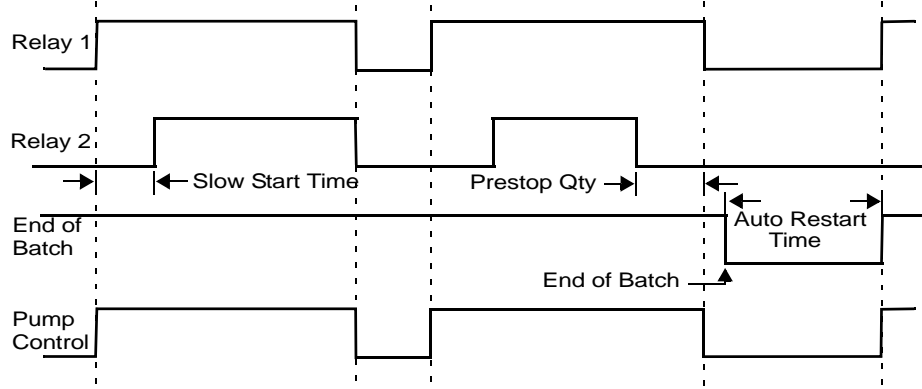 Relay 1
Relay 2
Slow Start Time
Prestop Qty
End of
Batch
Auto Restart
Time
End of Batch
Pump
Control